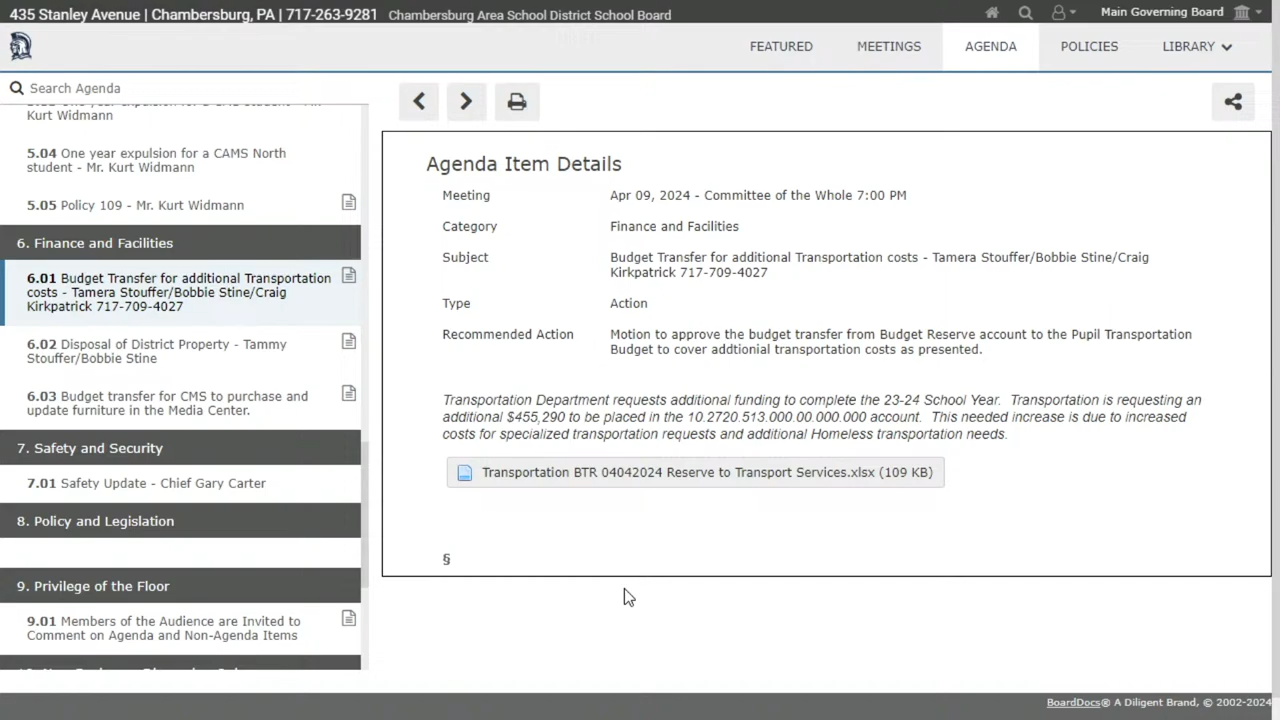 435 Stanley Avenue | Chambersburg, PA | 717-263-9281 Chambersburg Area School District School Board
Main Governing Board
FEATURED
MEETINGS
AGENDA
POLICIES
LIBRARY
Search Agenda
Kurt Widmann
5.04 One year expulsion for a CAMS North
student - Mr. Kurt Widmann
5.05 Policy 109 - Mr. Kurt Widmann
6. Finance and Facilities
6.01 Budget Transfer for additional Transportation
costs - Tamera Stouffer/Bobbie Stine/Craig
Kirkpatrick 717-709-4027
6.02 Disposal of District Property - Tammy
Stouffer/Bobbie Stine
6.03 Budget transfer for CMS to purchase and
update furniture in the Media Center.
7. Safety and Security
7.01 Safety Update - Chief Gary Carter
8. Policy and Legislation
9. Privilege of the Floor
9.01 Members of the Audience are Invited to
Comment on Agenda and Non-Agenda Items
Agenda Item Details
Meeting
Apr 09, 2024 - Committee of the Whole 7:00 PM
Category
Finance and Facilities
Subject
Budget Transfer for additional Transportation costs - Tamera Stouffer/Bobbie Stine/Craig
Kirkpatrick 717-709-4027
Type
Action
Recommended Action
Motion to approve the budget transfer from Budget Reserve account to the Pupil Transportation
Budget to cover addtionial transportation costs as presented.
Transportation Department requests additional funding to complete the 23-24 School Year. Transportation is requesting an
additional $455,290 to be placed in the 10.2720.513.000.00.000.000 account. This needed increase is due to increased
costs for specialized transportation requests and additional Homeless transportation needs.
Transportation BTR 04042024 Reserve to Transport Services.xlsx (109 KB)
§
BoardDocs® A Diligent Brand, © 2002-2024